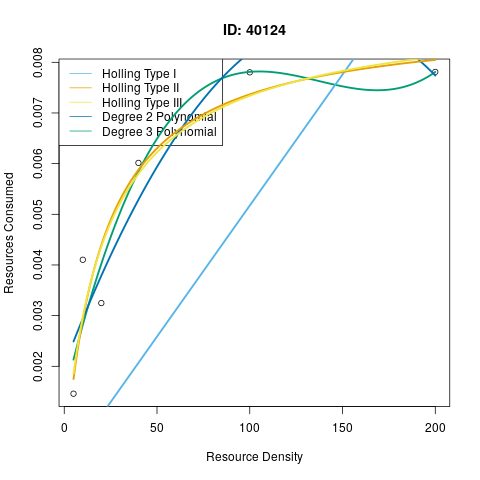 ID: 40124
Holling Type I
Holling Type II
Holling Type III
Degree 2 Polynomial
Degree 3 Polynomial
Resources Consumed
0.008
0.007
0.006
0.005
0.004
0.003
0.002
0 50 100 150 200
Resource Density